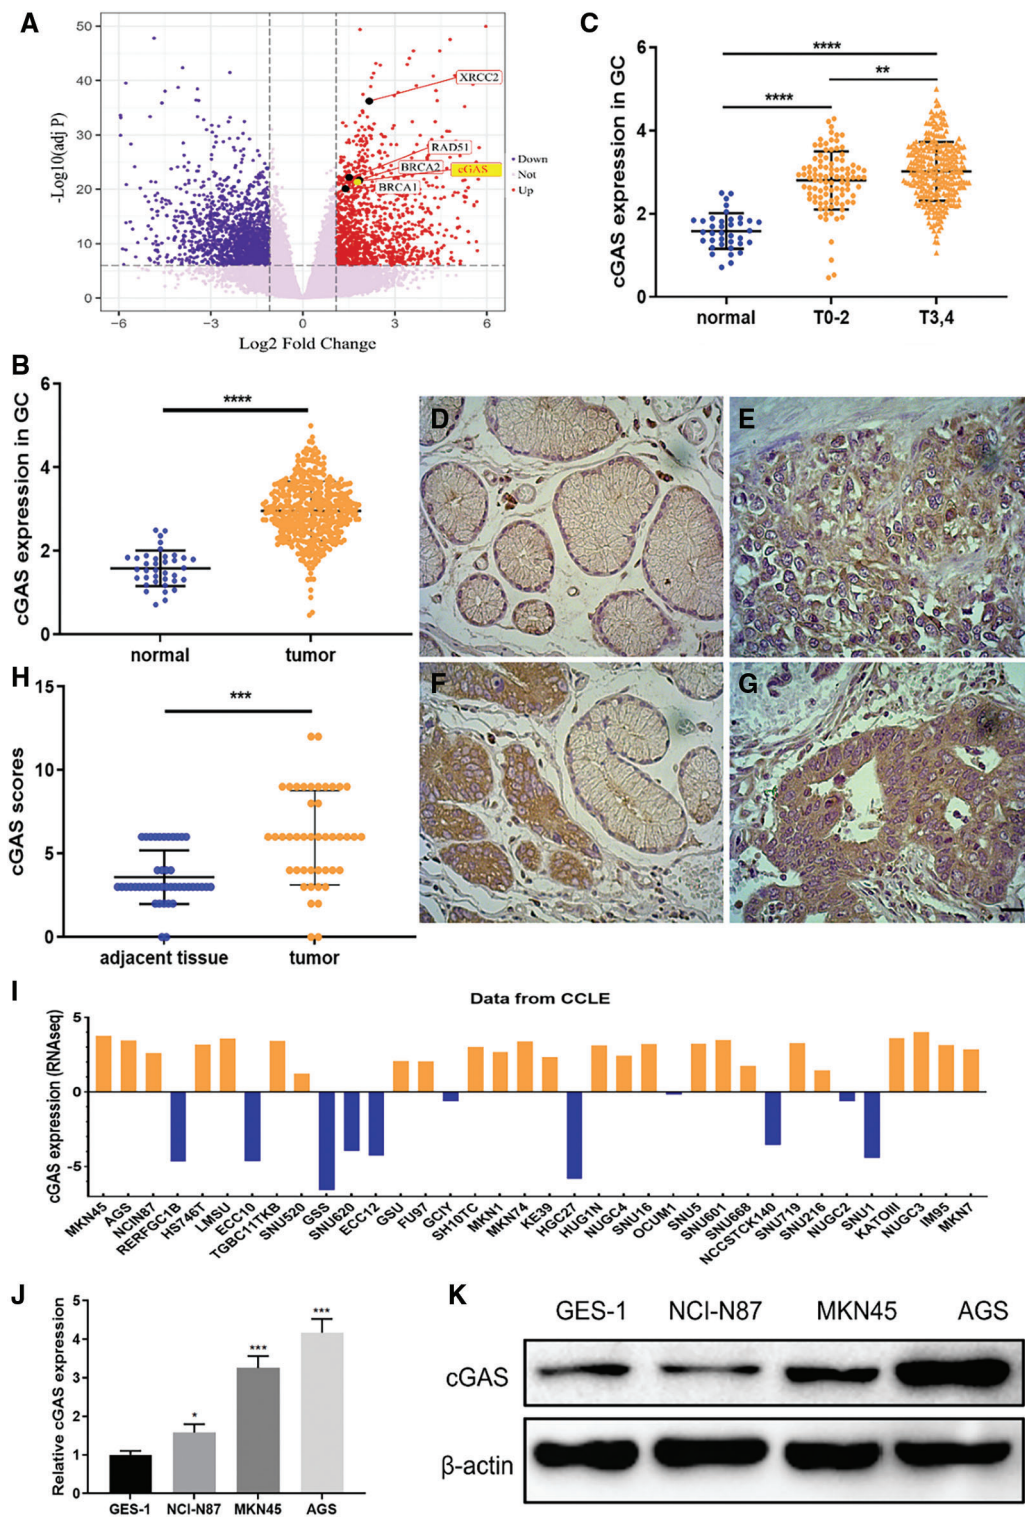 A
50
40
30
20
10
0
-Log10(adj P)
−6
−3
0
3
6
Log2 Fold Change
XRCC2
RAD51
BRCA2
cGAS
BRCA1
Down
Not
Up
C
6
4
2
0
cGAS expression in GC
****
**
****
normal
T0-2
T3,4
B
6
4
2
0
cGAS expression in GC
****
normal
tumor
D
E
F
G
H
15
10
5
0
cGAS scores
***
adjacent tissue
tumor
I
Data from CCLE
cGAS expression (RNAseq)
5
0
-5
MKN45
AGS
NCIN87
RERFGC1B
HS746T
LMSU
ECC10
TGBC11TKB
SNU520
GSS
SNU620
ECC12
GSU
FU97
GCIY
SH10TC
MKN1
MKN74
KE39
HGC27
HUG1N
NUGC4
SNU16
OCUM1
SNU5
SNU601
SNU668
NCCSTCK140
SNU719
SNU216
NUGC2
SNU1
KATOIII
NUGC3
IM95
MKN7
J
Relative cGAS expression
5
4
3
2
1
0
*
***
***
GES-1
NCI-N87
MKN45
AGS
K
GES-1
NCI-N87
MKN45
AGS
cGAS
β-actin